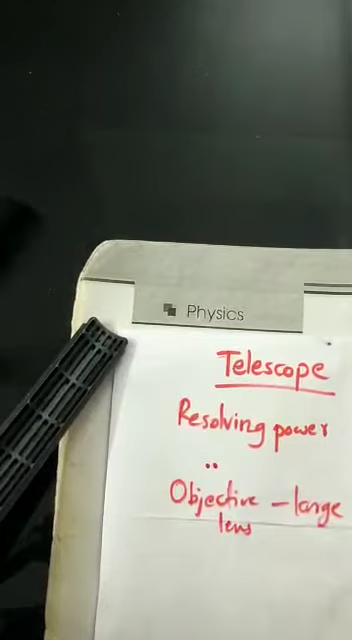 Physics
Telescope
Resolving power
..
Objective - large
lens